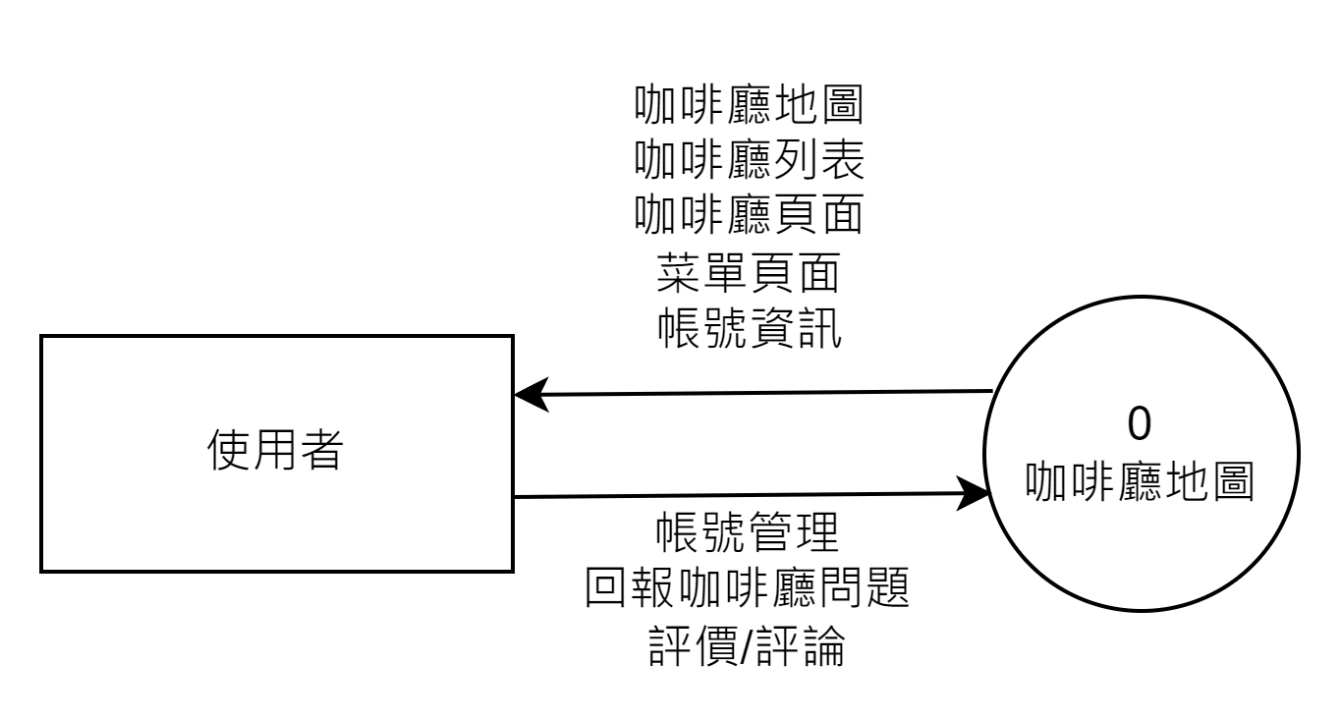 咖啡廳地圖
咖啡廳列表
咖啡廳頁面
菜單頁面
帳號資訊
使用者
0
咖啡廳地圖
帳號管理
回報咖啡廳問題
評價/評論